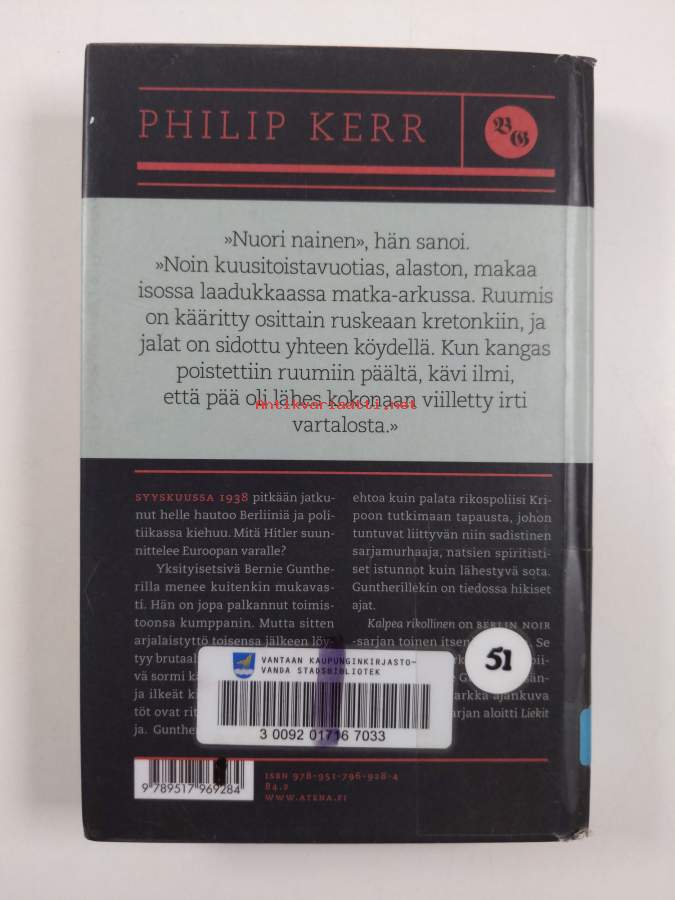 PHILIP KERR
BG
»Nuori nainen», hän sanoi.
»Noin kuusitoistavuotias, alaston, makaa
isossa laadukkaassa matka-arkussa. Ruumis
on kääritty osittain ruskeaan kretonkiin, ja
jalat on sidottu yhteen köydellä. Kun kangas
poistettiin ruumiin päältä, kävi ilmi,
että pää oli lähes kokonaan viilletty irti
Antikvariaatti.net
vartalosta.»
SYYSKUUSSA 1938 pitkään jatku-
nut helle hautoo Berliiniä ja poli-
tiikassa kiehuu. Mitä Hitler suun-
nittelee Euroopan varalle?
Yksityisetsivä Bernie Gunthe-
rilla menee kuitenkin mukavas-
ti. Hän on jopa palkannut toimis-
toonsa kumppanin. Mutta sitten
arjalaistyttö toisensa jälkeen löy-
tyy
vä sormi
ja ilkeät
töt ovat
ja.
ehtoa kuin palata rikospoliisi Kri-
poon tutkimaan tapausta, johon
tuntuvat liittyvän niin sadistinen
sarjamurhaaja, natsien spiritisti-
set istunnot kuin lähestyvä sota.
Guntherillekin on tiedossa hikiset
ajat.
Kalpea rikollinen on BERLIN NOIR
-sarjan toinen Se
ajankuva
aloitti Liekit
VANTAAN KAUPUNGINKIRJASTO-
VANDA STADSBIBLIOTEK
3 0092 01716 7033
51
9 789517 969284
ISBN 978-951-796-928-4
84.2
WWW.ATENA.FI